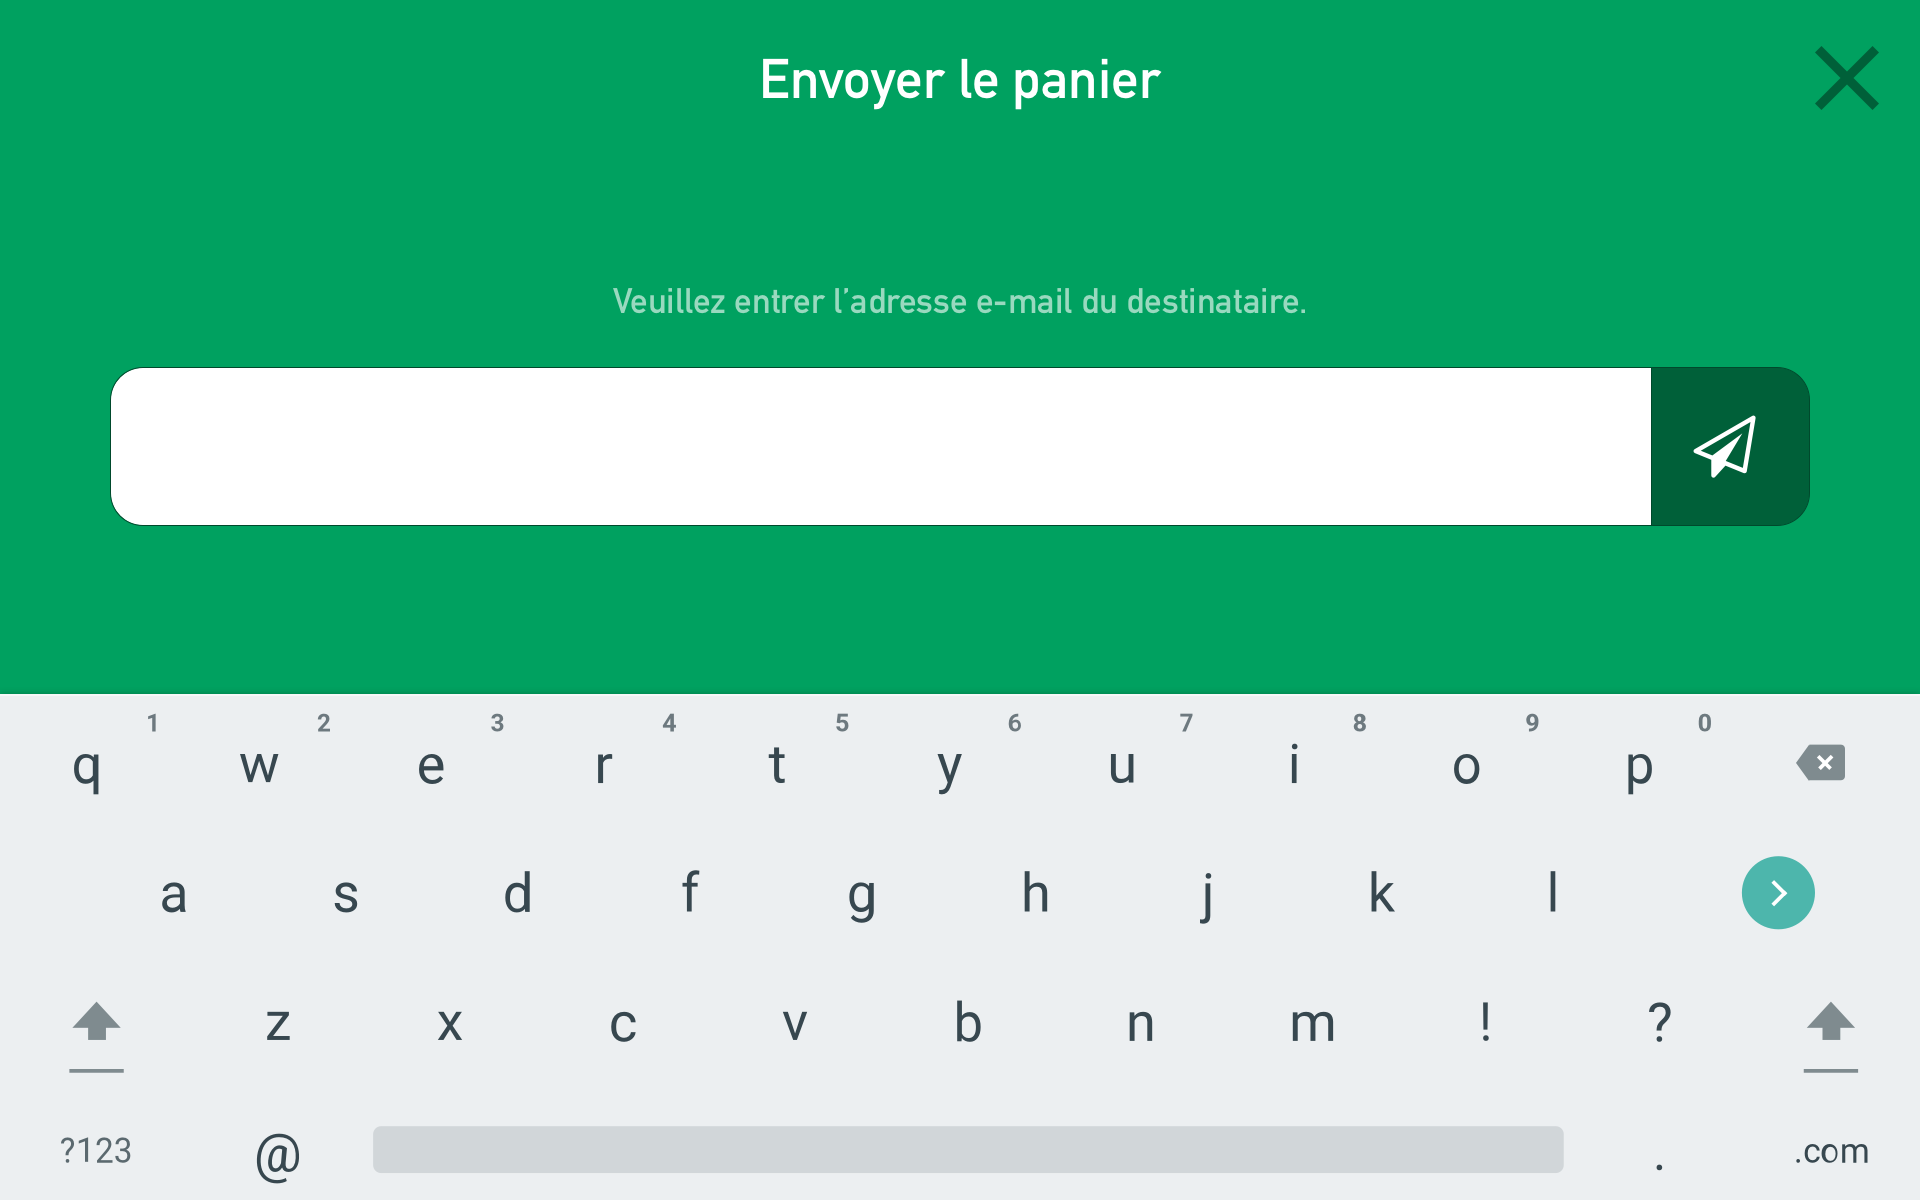 Envoyer le panier
Veuillez entrer l’adresse e-mail du destinataire.
1 2 3 4 5 6 7 8 9 0
q w e r t y u i o p
a s d f g h j k l
z x c v b n m ! ?
?123 @ . .com